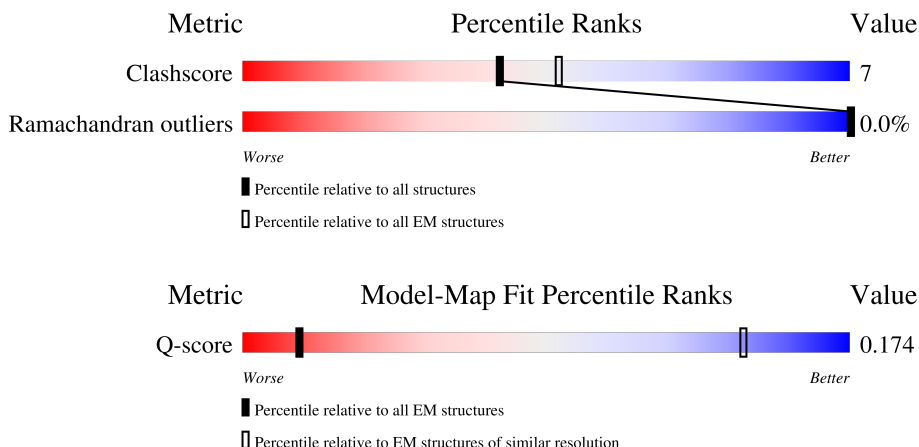 Metric Percentile Ranks Value
Clashscore 7
Ramachandran outliers 0.0%
Worse Better
Percentile relative to all structures
Percentile relative to all EM structures
Metric Model-Map Fit Percentile Ranks Value
Q-score 0.174
Worse Better
Percentile relative to all EM structures
Percentile relative to EM structures of similar resolution